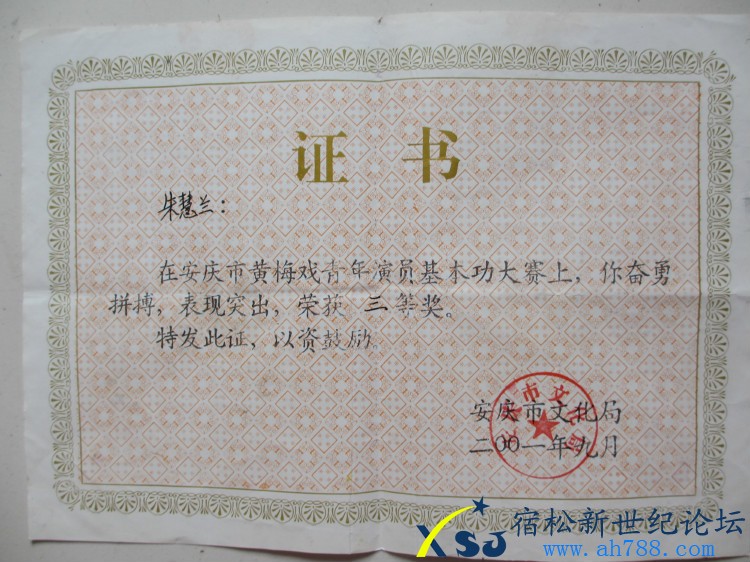 证书
朱慧兰：
在安庆市黄梅戏青年演员基本功大赛上，你奋勇
拼搏，表现突出，荣获 三 等奖。
特发此证，以资鼓励。
安庆市文化局
二00一年九月
XSJ 宿松新世纪论坛
www.ah788.com